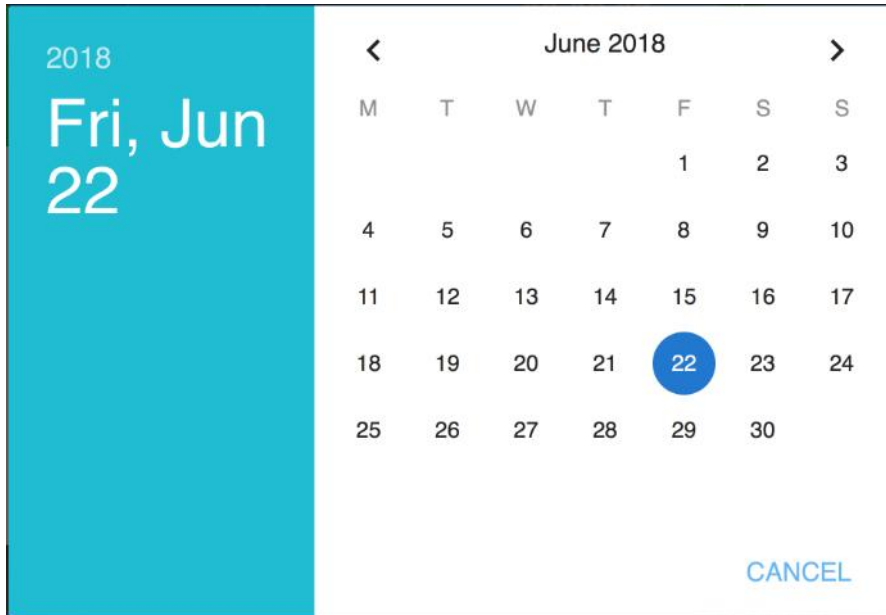 2018
Fri, Jun
22
June 2018
M T W T F S S
1 2 3
4 5 6 7 8 9 10
11 12 13 14 15 16 17
18 19 20 21 22 23 24
25 26 27 28 29 30
CANCEL